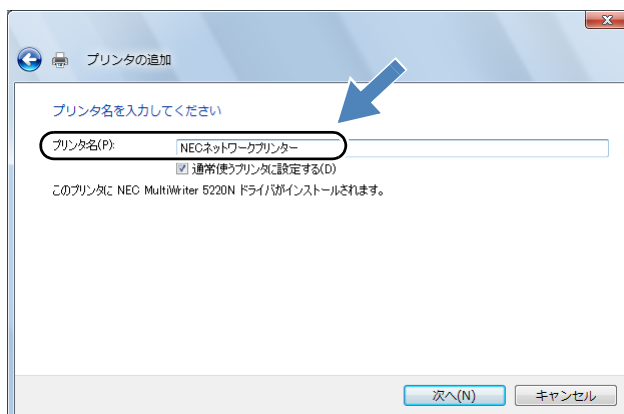 プリンタの追加
プリンタ名を入力してください
プリンタ名(P): NECネットワークプリンター
通常使うプリンタに設定する(D)
このプリンタに NEC MultiWriter 5220N ドライバがインストールされます。
次へ(N) キャンセル